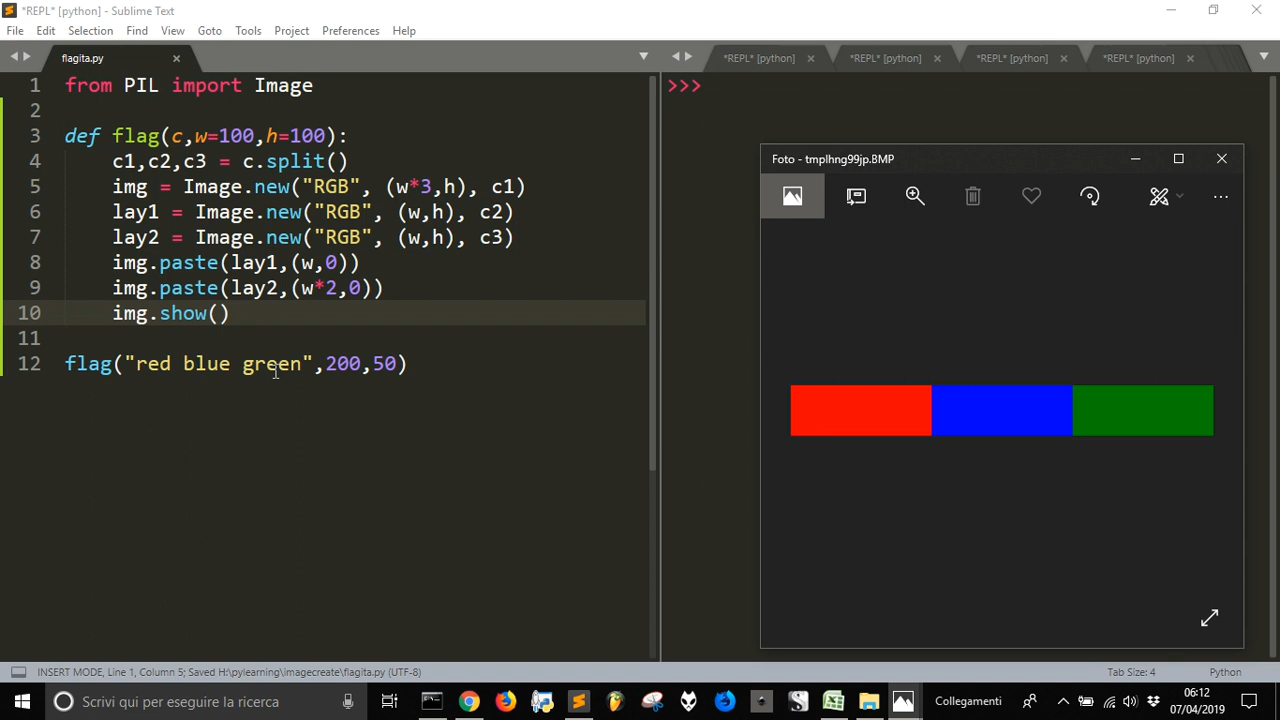 *REPL* [python] - Sublime Text
File Edit Selection Find View Goto Tools Project Preferences Help
flagita.py
*REPL* [python] *REPL* [python] *REPL* [python] *REPL* [python]
1 from PIL import Image
2
3 def flag(c,w=100,h=100):
4 c1,c2,c3 = c.split()
5 img = Image.new("RGB", (w*3,h), c1)
6 lay1 = Image.new("RGB", (w,h), c2)
7 lay2 = Image.new("RGB", (w,h), c3)
8 img.paste(lay1,(w,0))
9 img.paste(lay2,(w*2,0))
10 img.show()
11
12 flag("red blue green",200,50)
>>>
Foto - tmplhng99jp.BMP
INSERT MODE, Line 1, Column 5; Saved H:\pylearning\imagecreate\flagita.py (UTF-8)
Tab Size: 4
Python
Scrivi qui per eseguire la ricerca
Collegamenti
06:12
07/04/2019